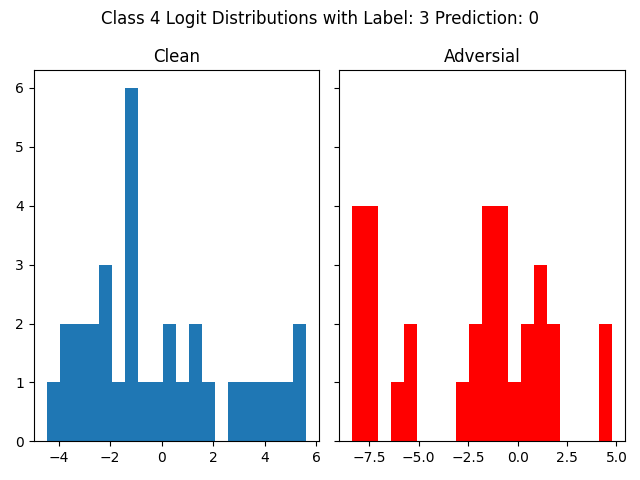 Class 4 Logit Distributions with Label: 3 Prediction: 0
Clean
Adversial
6
5
4
3
2
1
0
−4 −2 0 2 4 6
−7.5 −5.0 −2.5 0.0 2.5 5.0